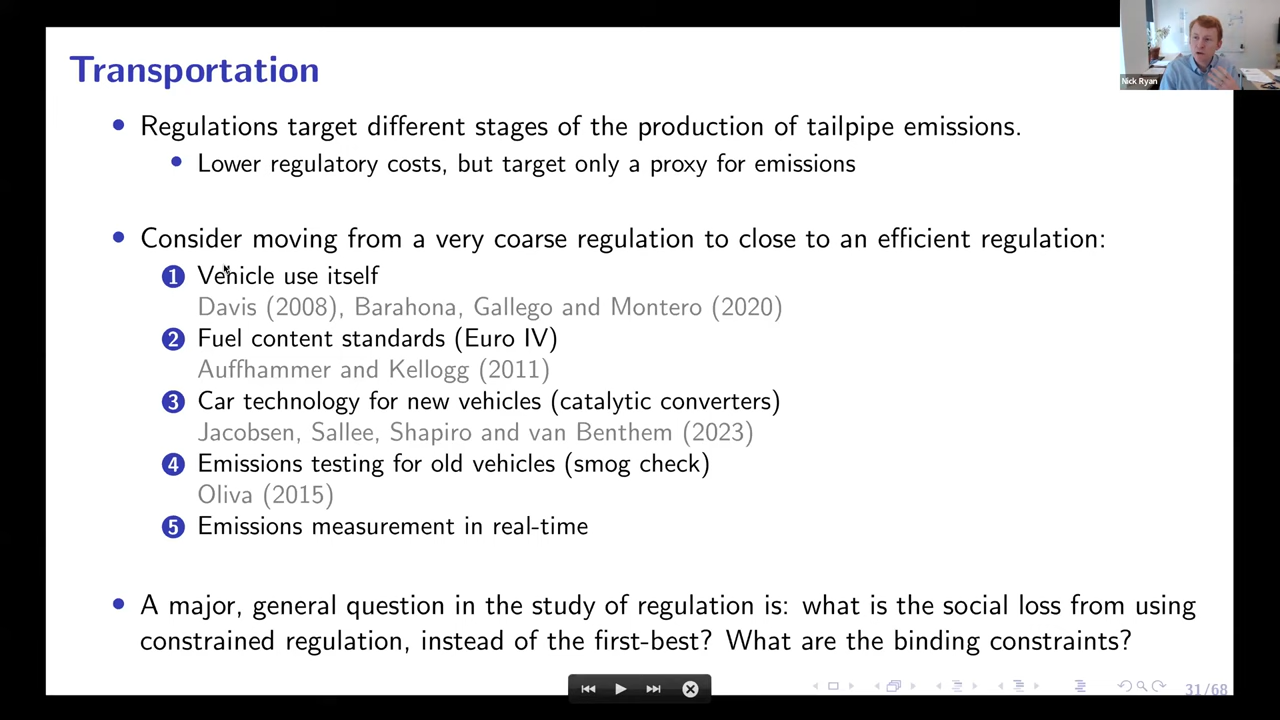 Transportation
Nick Ryan
Regulations target different stages of the production of tailpipe emissions.
Lower regulatory costs, but target only a proxy for emissions
Consider moving from a very coarse regulation to close to an efficient regulation:
1 Vehicle use itself
Davis (2008), Barahona, Gallego and Montero (2020)
2 Fuel content standards (Euro IV)
Auffhammer and Kellogg (2011)
3 Car technology for new vehicles (catalytic converters)
Jacobsen, Sallee, Shapiro and van Benthem (2023)
4 Emissions testing for old vehicles (smog check)
Oliva (2015)
5 Emissions measurement in real-time
A major, general question in the study of regulation is: what is the social loss from using
constrained regulation, instead of the first-best? What are the binding constraints?
31/68